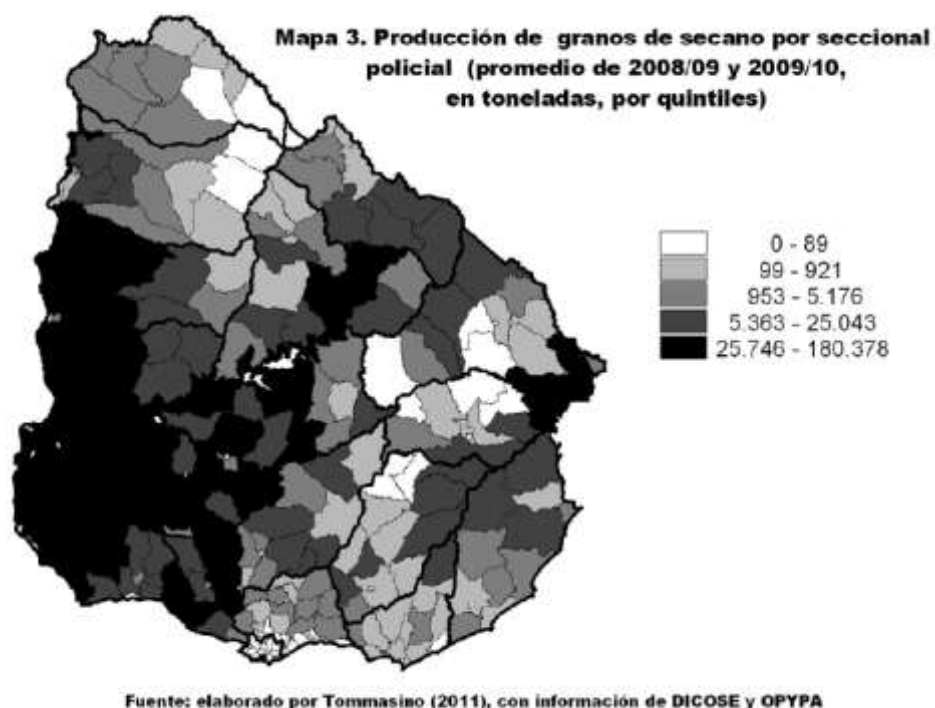 Mapa 3. Producción de granos de secano por seccional
policial (promedio de 2008/09 y 2009/10,
en toneladas, por quintiles)
0 - 89
99 - 921
953 - 5.176
5.363 - 25.043
25.746 - 180.378
Fuente: elaborado por Tommasino (2011), con información de DICOSE y OPYPA